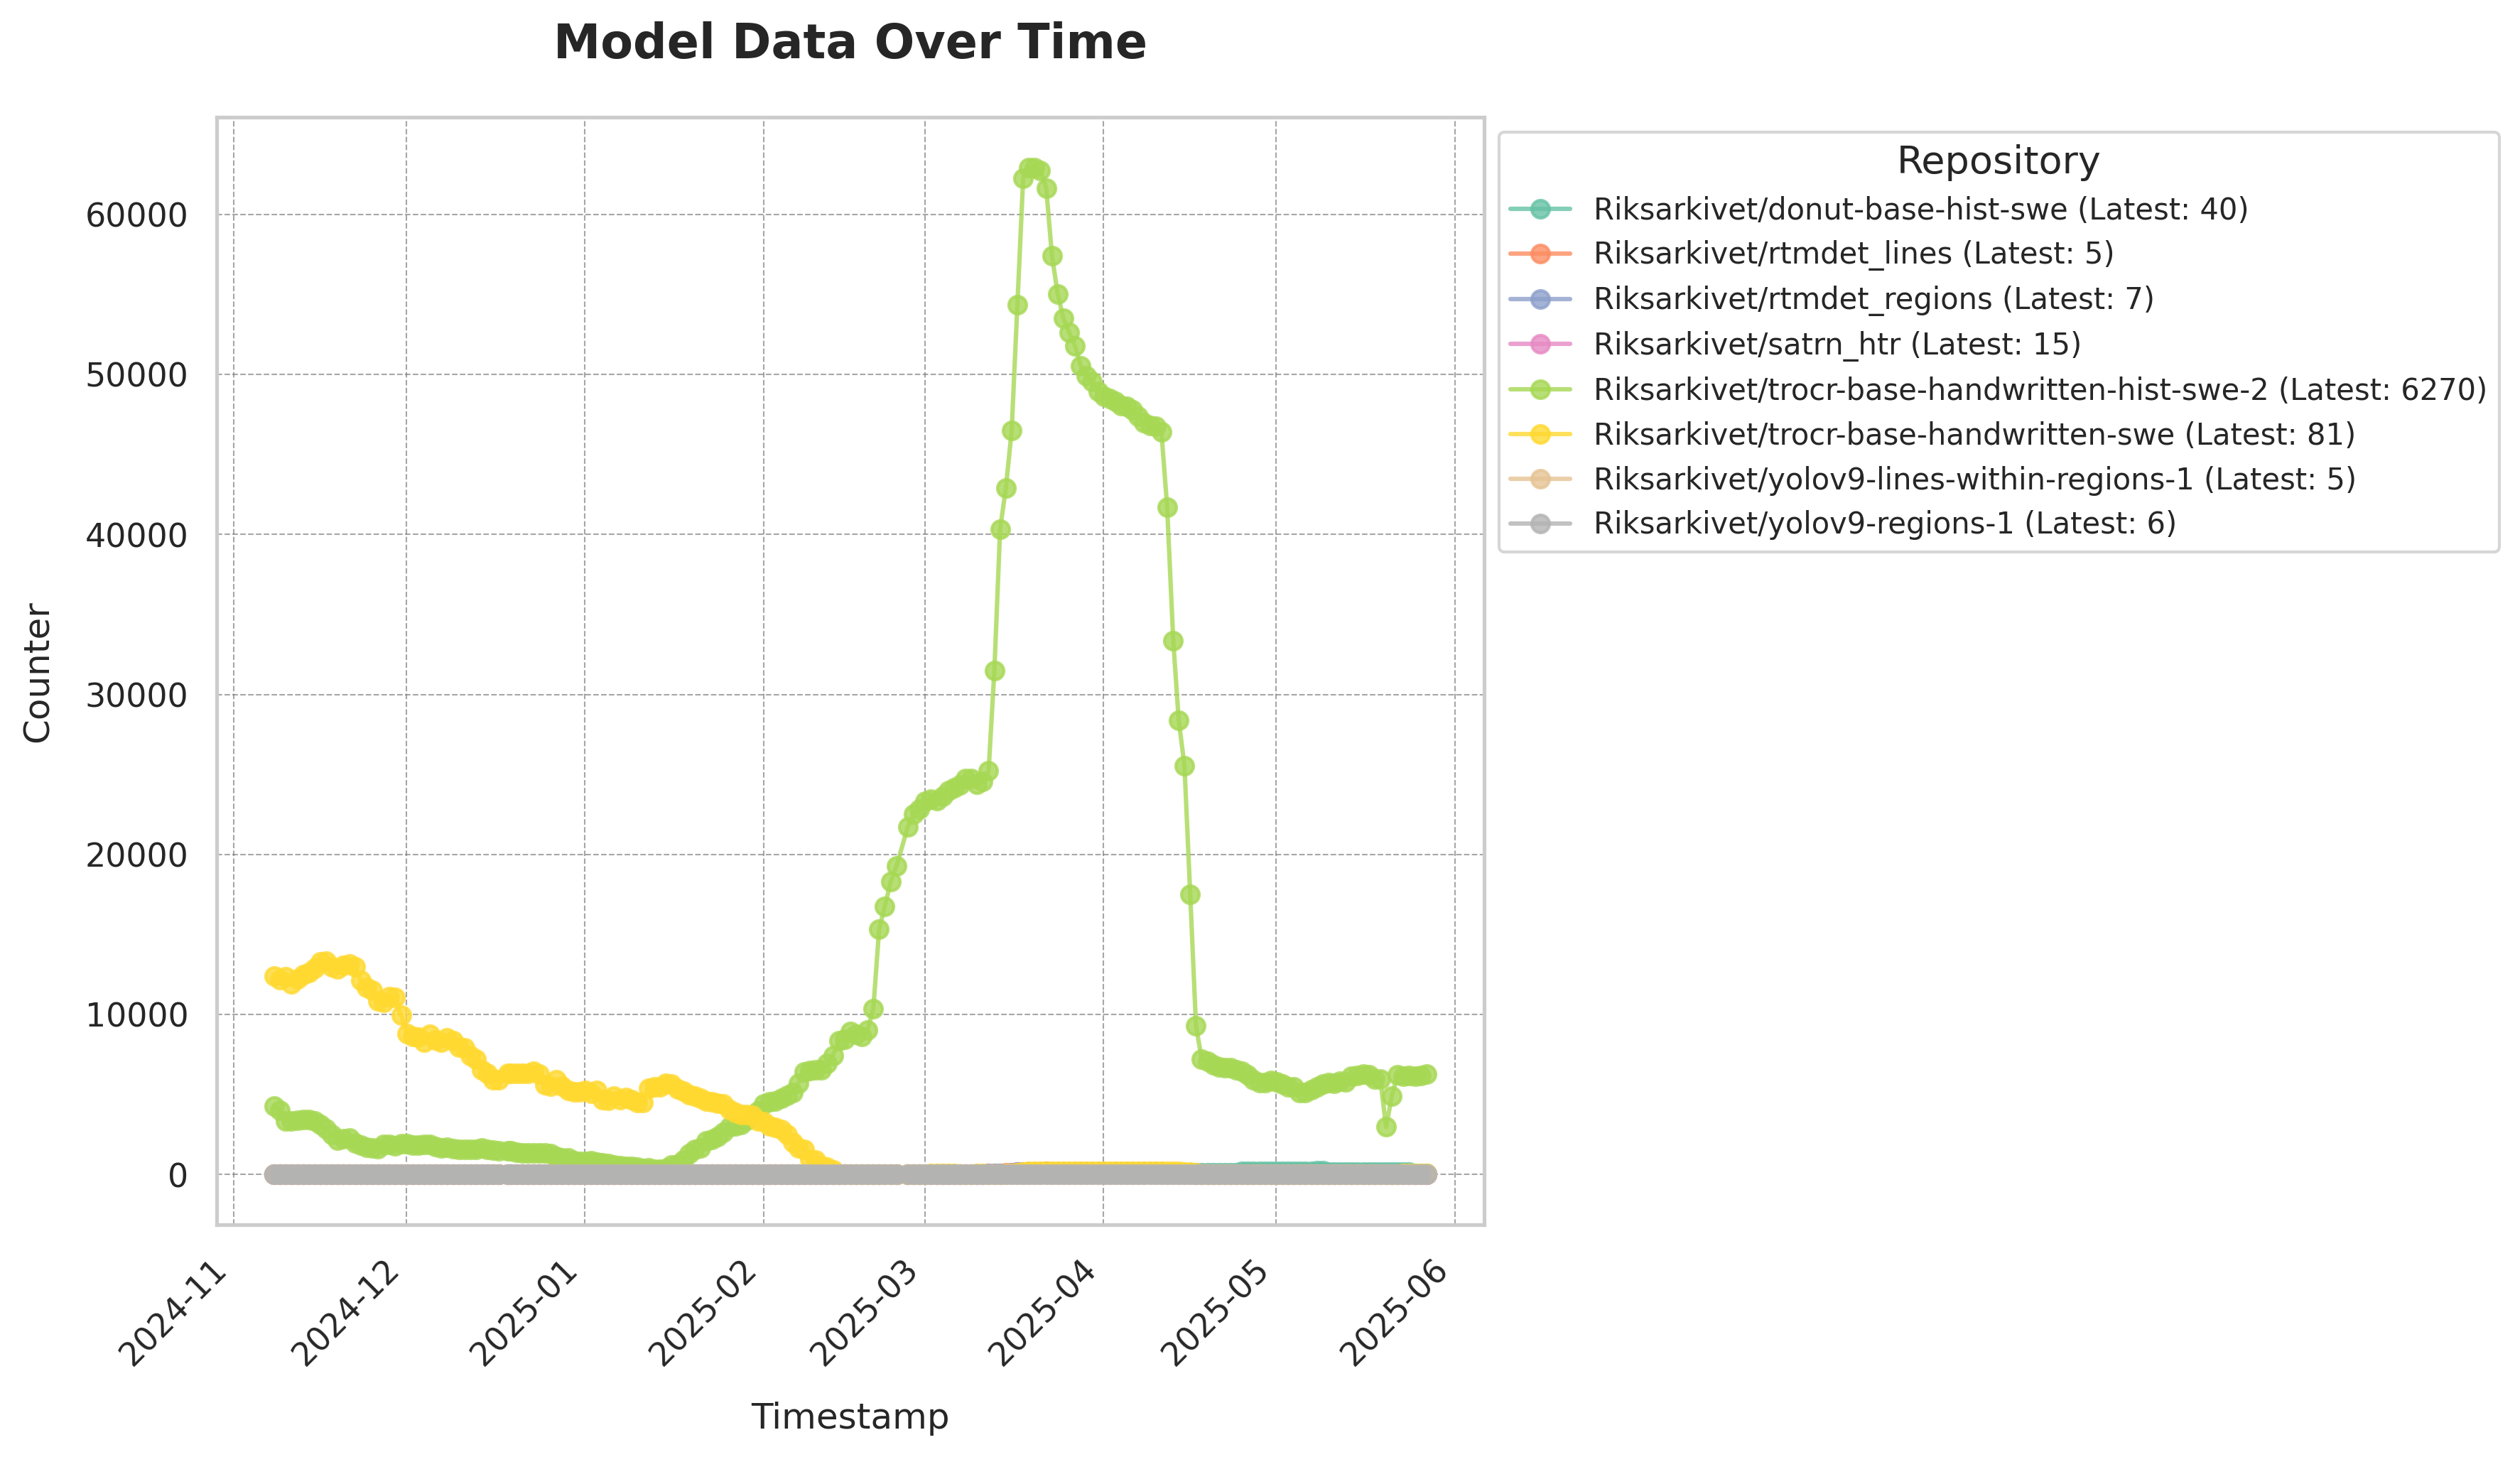 Model Data Over Time
Repository
Riksarkivet/donut-base-hist-swe (Latest: 40)
Riksarkivet/rtmdet_lines (Latest: 5)
Riksarkivet/rtmdet_regions (Latest: 7)
Riksarkivet/satrn_htr (Latest: 15)
Riksarkivet/trocr-base-handwritten-hist-swe-2 (Latest: 6270)
Riksarkivet/trocr-base-handwritten-swe (Latest: 81)
Riksarkivet/yolov9-lines-within-regions-1 (Latest: 5)
Riksarkivet/yolov9-regions-1 (Latest: 6)
Counter
60000
50000
40000
30000
20000
10000
0
2024-11
2024-12
2025-01
2025-02
2025-03
2025-04
2025-05
2025-06
Timestamp